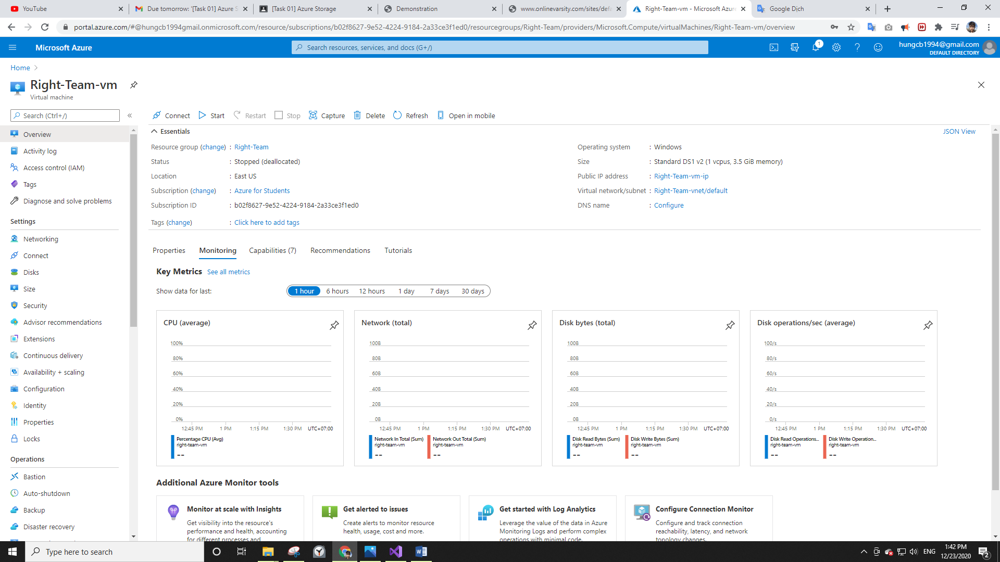 YouTube
Due tomorrow: '[Task 01] Azure S
[Task 01] Azure Storage
Demonstration
www.onlinevarsity.com/sites/defa
Right-Team-vm - Microsoft Azure
Google Dịch
portal.azure.com/#@hungcb1994gmail.onmicrosoft.com/resource/subscriptions/b02f8627-9e52-4224-9184-2a33ce3f1ed0/resourcegroups/Right-Team/providers/Microsoft.Compute/virtualMachines/Right-Team-vm/overview
Microsoft Azure
Search resources, services, and docs (G+/)
1
hungcb1994@gmail.com
DEFAULT DIRECTORY
Home
Right-Team-vm
Virtual machine
Search (Ctrl+/)
Connect Start Restart Stop Capture Delete Refresh Open in mobile
Overview
Activity log
Access control (IAM)
Tags
Diagnose and solve problems
Settings
Networking
Connect
Disks
Size
Security
Advisor recommendations
Extensions
Continuous delivery
Availability + scaling
Configuration
Identity
Properties
Locks
Operations
Bastion
Auto-shutdown
Backup
Disaster recovery
Essentials
JSON View
Resource group (change) : Right-Team
Status : Stopped (deallocated)
Location : East US
Subscription (change) : Azure for Students
Subscription ID : b02f8627-9e52-4224-9184-2a33ce3f1ed0
Tags (change) : Click here to add tags
Operating system : Windows
Size : Standard DS1 v2 (1 vcpus, 3.5 GiB memory)
Public IP address : Right-Team-vm-ip
Virtual network/subnet : Right-Team-vnet/default
DNS name : Configure
Properties Monitoring Capabilities (7) Recommendations Tutorials
Key Metrics See all metrics
Show data for last: 1 hour 6 hours 12 hours 1 day 7 days 30 days
CPU (average)
100%
80%
60%
40%
20%
0%
12:45 PM 1 PM 1:15 PM 1:30 PM UTC+07:00
Percentage CPU (Avg)
right-team-vm
--
Network (total)
100B
80B
60B
40B
20B
0B
12:45 PM 1 PM 1:15 PM 1:30 PM UTC+07:00
Network In Total (Sum) Network Out Total (Sum)
right-team-vm right-team-vm
-- --
Disk bytes (total)
100B
80B
60B
40B
20B
0B
12:45 PM 1 PM 1:15 PM 1:30 PM UTC+07:00
Disk Read Bytes (Sum) Disk Write Bytes (Sum)
right-team-vm right-team-vm
-- --
Disk operations/sec (average)
100/s
80/s
60/s
40/s
20/s
0/s
12:45 PM 1 PM 1:15 PM 1:30 PM UTC+07:00
Disk Read Operations... Disk Write Operation...
right-team-vm right-team-vm
-- --
Additional Azure Monitor tools
Monitor at scale with Insights
Get visibility into the resource's
performance and health, accounting
for different processes and
Get alerted to issues
Create alerts to monitor resource
health, usage, cost and more.
Get started with Log Analytics
Leverage the value of the data in Azure
Monitoring Logs and perform complex
operations with minimal code.
Configure Connection Monitor
Configure and track connection
reachability, latency, and network
topology changes.
Type here to search
ENG
1:42 PM
12/23/2020
2